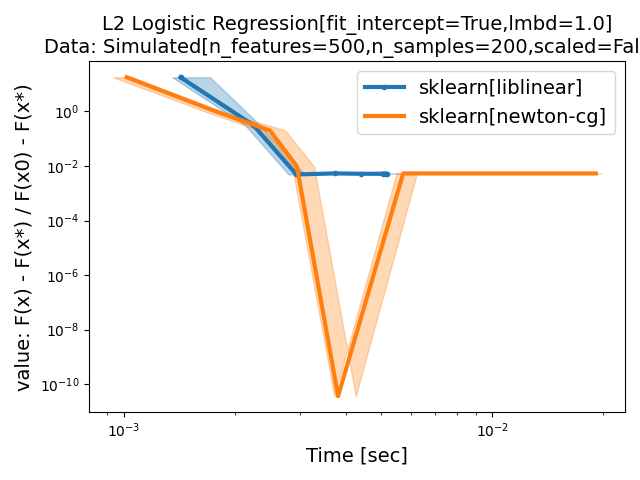 L2 Logistic Regression[fit_intercept=True,lmbd=1.0]
Data: Simulated[n_features=500,n_samples=200,scaled=Fal
sklearn[liblinear]
sklearn[newton-cg]
value: F(x) - F(x*) / F(x0) - F(x*)
10⁰
10⁻²
10⁻⁴
10⁻⁶
10⁻⁸
10⁻¹⁰
10⁻³ 10⁻²
Time [sec]